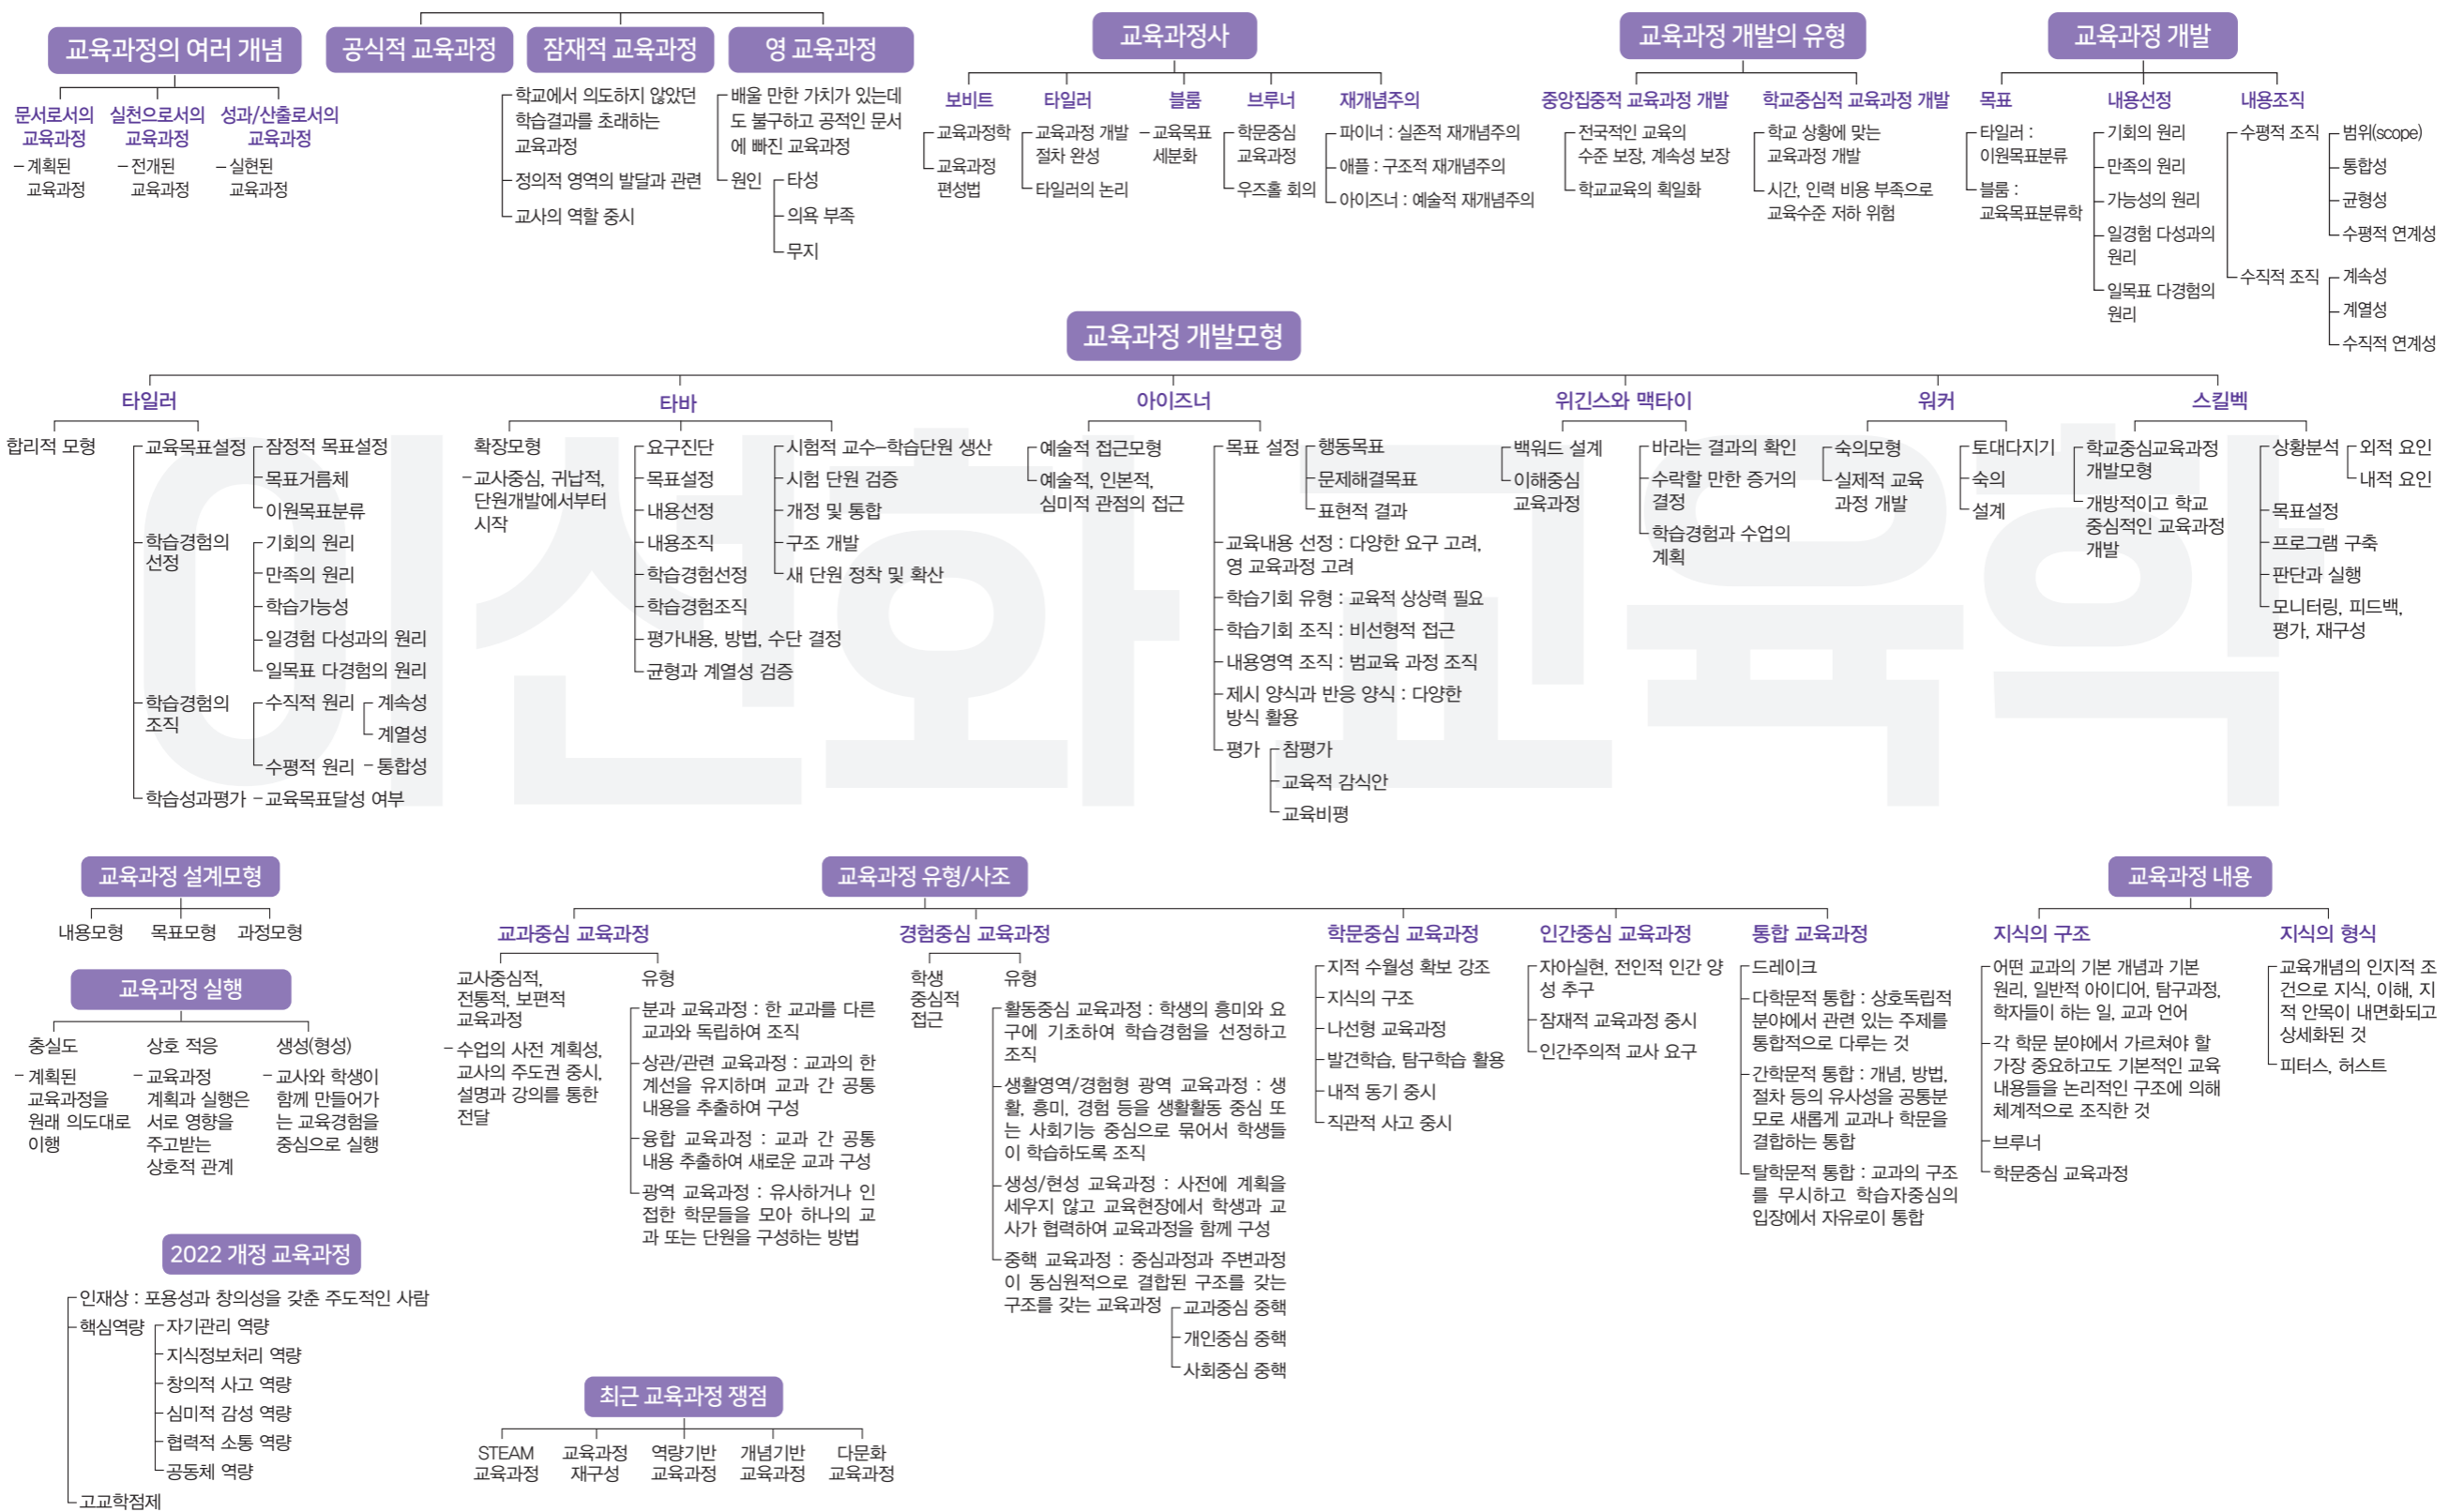 교육과정의 여러 개념
문서로서의
교육과정
– 계획된
교육과정
실천으로서의
교육과정
– 전개된
교육과정
성과/산출로서의
교육과정
– 실현된
교육과정
공식적 교육과정
잠재적 교육과정
학교에서 의도하지 않았던
학습결과를 초래하는
교육과정
정의적 영역의 발달과 관련
교사의 역할 중시
영 교육과정
배울 만한 가치가 있는데
도 불구하고 공적인 문서
에 빠진 교육과정
원인
타성
의욕 부족
무지
교육과정사
보비트
교육과정학
교육과정
편성법
타일러
교육과정 개발
절차 완성
타일러의 논리
블룸
– 교육목표
세분화
브루너
학문중심
교육과정
우즈홀 회의
재개념주의
파이너 : 실존적 재개념주의
애플 : 구조적 재개념주의
아이즈너 : 예술적 재개념주의
교육과정 개발의 유형
중앙집중적 교육과정 개발
전국적인 교육의
수준 보장, 계속성 보장
학교교육의 획일화
학교중심적 교육과정 개발
학교 상황에 맞는
교육과정 개발
시간, 인력 비용 부족으로
교육수준 저하 위험
교육과정 개발
목표
타일러 :
이원목표분류
블룸 :
교육목표분류학
내용선정
기회의 원리
만족의 원리
가능성의 원리
일경험 다성과의
원리
일목표 다경험의
원리
내용조직
수평적 조직
범위(scope)
통합성
균형성
수평적 연계성
수직적 조직
계속성
계열성
수직적 연계성
교육과정 개발모형
타일러
합리적 모형
교육목표설정
잠정적 목표설정
목표거름체
이원목표분류
학습경험의
선정
기회의 원리
만족의 원리
학습가능성
일경험 다성과의 원리
일목표 다경험의 원리
학습경험의
조직
수직적 원리
계속성
계열성
수평적 원리 – 통합성
학습성과평가 – 교육목표달성 여부
타바
확장모형
– 교사중심, 귀납적,
단원개발에서부터
시작
요구진단
목표설정
내용선정
내용조직
학습경험선정
학습경험조직
평가내용, 방법, 수단 결정
균형과 계열성 검증
시험적 교수–학습단원 생산
시험 단원 검증
개정 및 통합
구조 개발
새 단원 정착 및 확산
아이즈너
예술적 접근모형
예술적, 인본적,
심미적 관점의 접근
목표 설정
행동목표
문제해결목표
표현적 결과
교육내용 선정 : 다양한 요구 고려,
영 교육과정 고려
학습기회 유형 : 교육적 상상력 필요
학습기회 조직 : 비선형적 접근
내용영역 조직 : 범교육 과정 조직
제시 양식과 반응 양식 : 다양한
방식 활용
평가
참평가
교육적 감식안
교육비평
위긴스와 맥타이
백워드 설계
이해중심
교육과정
바라는 결과의 확인
수락할 만한 증거의
결정
학습경험과 수업의
계획
워커
숙의모형
실제적 교육
과정 개발
토대다지기
숙의
설계
스킬벡
학교중심교육과정
개발모형
개방적이고 학교
중심적인 교육과정
개발
상황분석
외적 요인
내적 요인
목표설정
프로그램 구축
판단과 실행
모니터링, 피드백,
평가, 재구성
이선화 교육학
교육과정 설계모형
내용모형
목표모형
과정모형
교육과정 실행
충실도
– 계획된
교육과정을
원래 의도대로
이행
상호 적응
– 교육과정
계획과 실행은
서로 영향을
주고받는
상호적 관계
생성(형성)
– 교사와 학생이
함께 만들어가
는 교육경험을
중심으로 실행
2022 개정 교육과정
인재상 : 포용성과 창의성을 갖춘 주도적인 사람
핵심역량
자기관리 역량
지식정보처리 역량
창의적 사고 역량
심미적 감성 역량
협력적 소통 역량
공동체 역량
고교학점제
교육과정 유형/사조
교과중심 교육과정
교사중심적,
전통적, 보편적
교육과정
– 수업의 사전 계획성,
교사의 주도권 중시,
설명과 강의를 통한
전달
유형
분과 교육과정 : 한 교과를 다른
교과와 독립하여 조직
상관/관련 교육과정 : 교과의 한
계선을 유지하며 교과 간 공통
내용을 추출하여 구성
융합 교육과정 : 교과 간 공통
내용 추출하여 새로운 교과 구성
광역 교육과정 : 유사하거나 인
접한 학문들을 모아 하나의 교
과 또는 단원을 구성하는 방법
경험중심 교육과정
학생
중심적
접근
유형
활동중심 교육과정 : 학생의 흥미와 요
구에 기초하여 학습경험을 선정하고
조직
생활영역/경험형 광역 교육과정 : 생
활, 흥미, 경험 등을 생활활동 중심 또
는 사회기능 중심으로 묶어서 학생들
이 학습하도록 조직
생성/현성 교육과정 : 사전에 계획을
세우지 않고 교육현장에서 학생과 교
사가 협력하여 교육과정을 함께 구성
중핵 교육과정 : 중심과정과 주변과정
이 동심원적으로 결합된 구조를 갖는
구조를 갖는 교육과정
교과중심 중핵
개인중심 중핵
사회중심 중핵
학문중심 교육과정
지적 수월성 확보 강조
지식의 구조
나선형 교육과정
발견학습, 탐구학습 활용
내적 동기 중시
직관적 사고 중시
인간중심 교육과정
자아실현, 전인적 인간 양
성 추구
잠재적 교육과정 중시
인간주의적 교사 요구
통합 교육과정
드레이크
다학문적 통합 : 상호독립적
분야에서 관련 있는 주제를
통합적으로 다루는 것
간학문적 통합 : 개념, 방법,
절차 등의 유사성을 공통분
모로 새롭게 교과나 학문을
결합하는 통합
탈학문적 통합 : 교과의 구조
를 무시하고 학습자중심의
입장에서 자유로이 통합
교육과정 내용
지식의 구조
어떤 교과의 기본 개념과 기본
원리, 일반적 아이디어, 탐구과정,
학자들이 하는 일, 교과 언어
각 학문 분야에서 가르쳐야 할
가장 중요하고도 기본적인 교육
내용들을 논리적인 구조에 의해
체계적으로 조직한 것
브루너
학문중심 교육과정
지식의 형식
교육개념의 인지적 조
건으로 지식, 이해, 지
적 안목이 내면화되고
상세화된 것
피터스, 허스트
최근 교육과정 쟁점
STEAM
교육과정
교육과정
재구성
역량기반
교육과정
개념기반
교육과정
다문화
교육과정